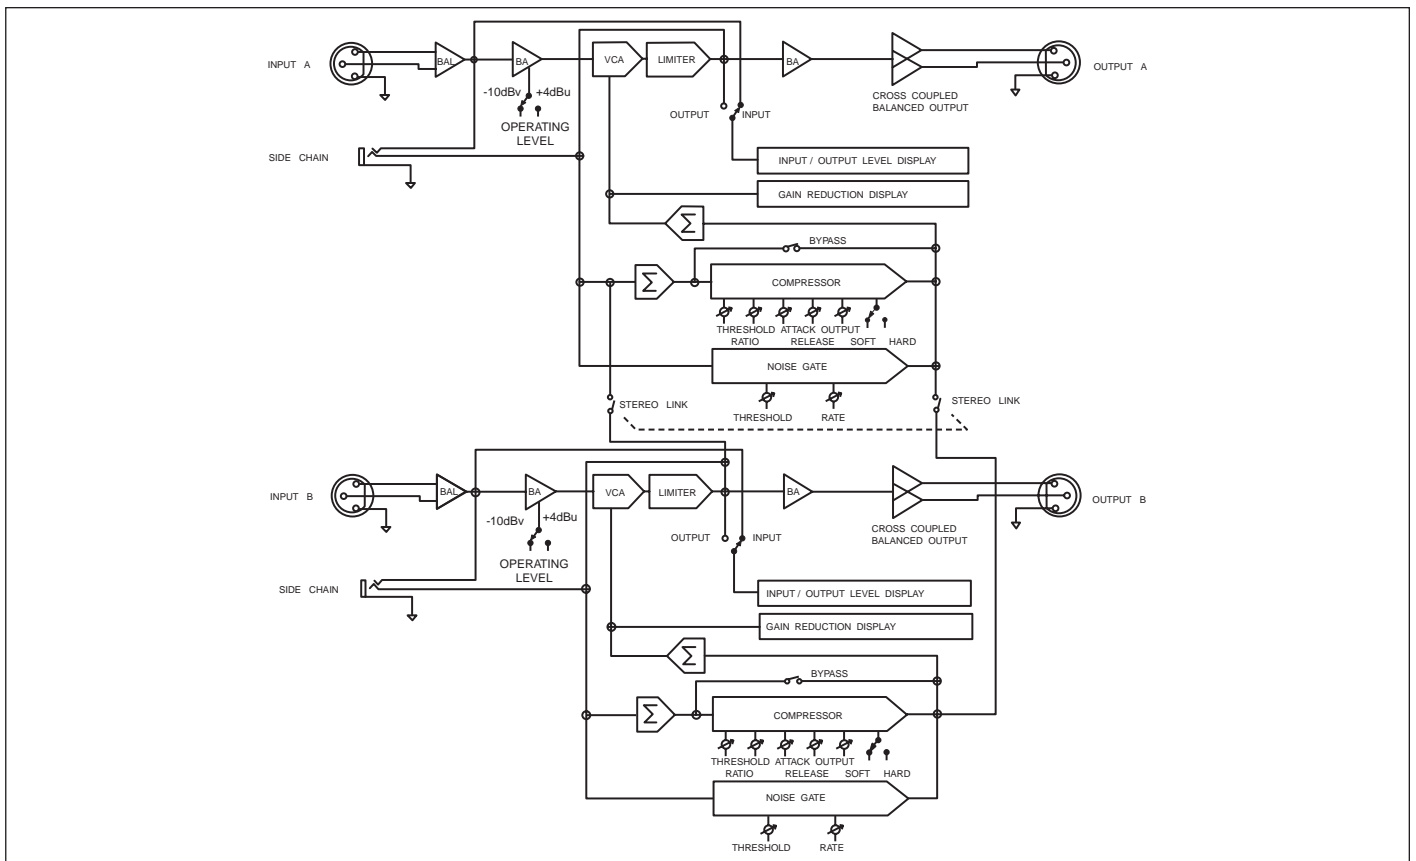 INPUT A
BAL
BA
VCA
LIMITER
BA
OUTPUT A
-10dBv +4dBu
CROSS COUPLED
BALANCED OUTPUT
OPERATING
LEVEL
OUTPUT INPUT
SIDE CHAIN
INPUT / OUTPUT LEVEL DISPLAY
GAIN REDUCTION DISPLAY
Σ
BYPASS
Σ
COMPRESSOR
THRESHOLD ATTACK OUTPUT
RATIO RELEASE SOFT HARD
NOISE GATE
THRESHOLD RATE
STEREO LINK
STEREO LINK
INPUT B
BAL
BA
VCA
LIMITER
BA
OUTPUT B
-10dBv +4dBu
CROSS COUPLED
BALANCED OUTPUT
OUTPUT INPUT
OPERATING
LEVEL
SIDE CHAIN
INPUT / OUTPUT LEVEL DISPLAY
GAIN REDUCTION DISPLAY
Σ
BYPASS
Σ
COMPRESSOR
THRESHOLD ATTACK OUTPUT
RATIO RELEASE SOFT HARD
NOISE GATE
THRESHOLD RATE